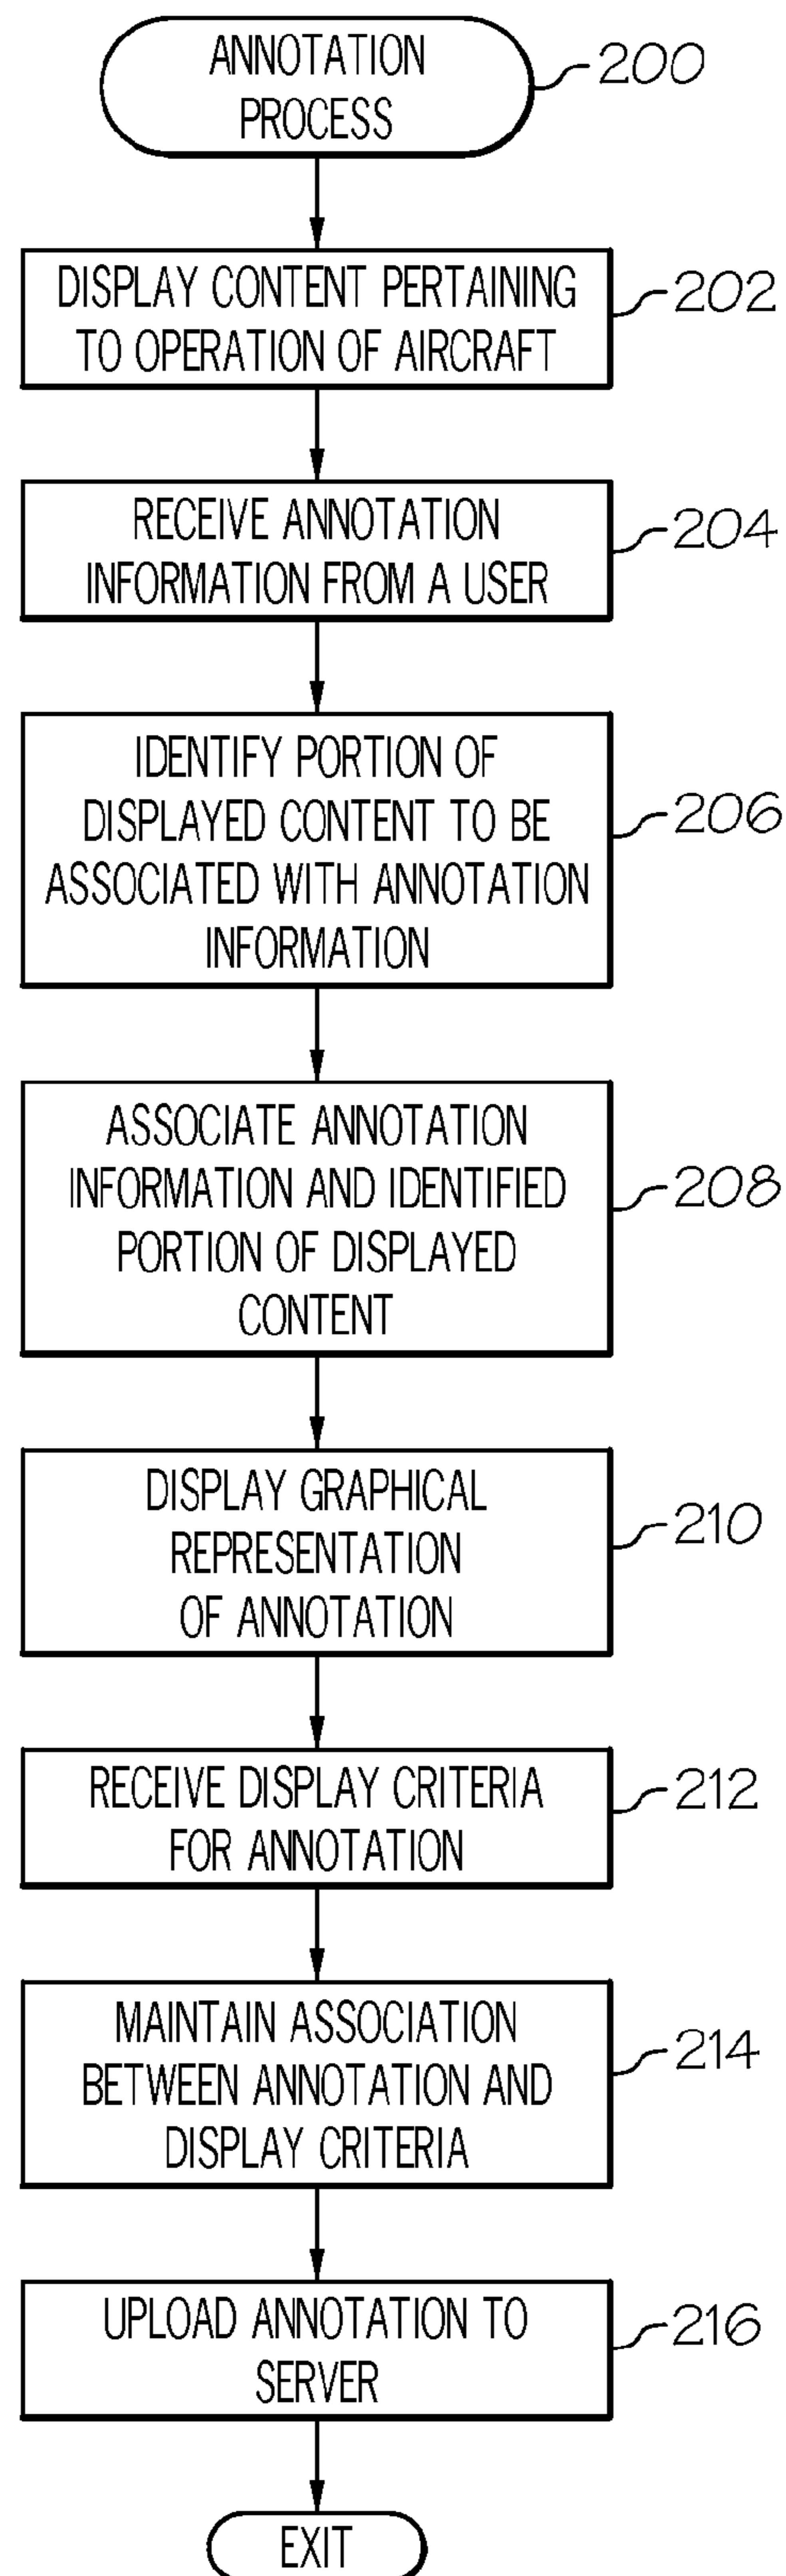 ANNOTATION
PROCESS
200
DISPLAY CONTENT PERTAINING
TO OPERATION OF AIRCRAFT
202
RECEIVE ANNOTATION
INFORMATION FROM A USER
204
IDENTIFY PORTION OF
DISPLAYED CONTENT TO BE
ASSOCIATED WITH ANNOTATION
INFORMATION
206
ASSOCIATE ANNOTATION
INFORMATION AND IDENTIFIED
PORTION OF DISPLAYED
CONTENT
208
DISPLAY GRAPHICAL
REPRESENTATION
OF ANNOTATION
210
RECEIVE DISPLAY CRITERIA
FOR ANNOTATION
212
MAINTAIN ASSOCIATION
BETWEEN ANNOTATION AND
DISPLAY CRITERIA
214
UPLOAD ANNOTATION TO
SERVER
216
EXIT